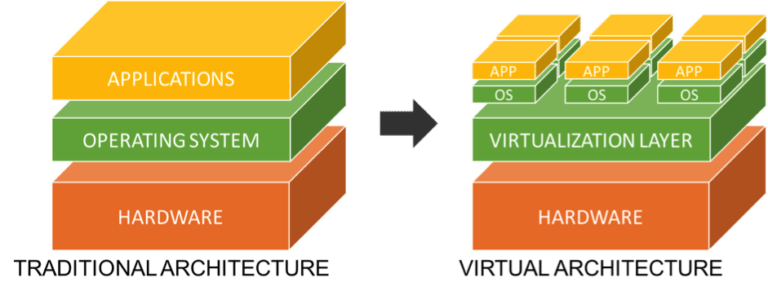 APPLICATIONS
OPERATING SYSTEM
HARDWARE
TRADITIONAL ARCHITECTURE
APP APP APP
OS OS OS
VIRTUALIZATION LAYER
HARDWARE
VIRTUAL ARCHITECTURE